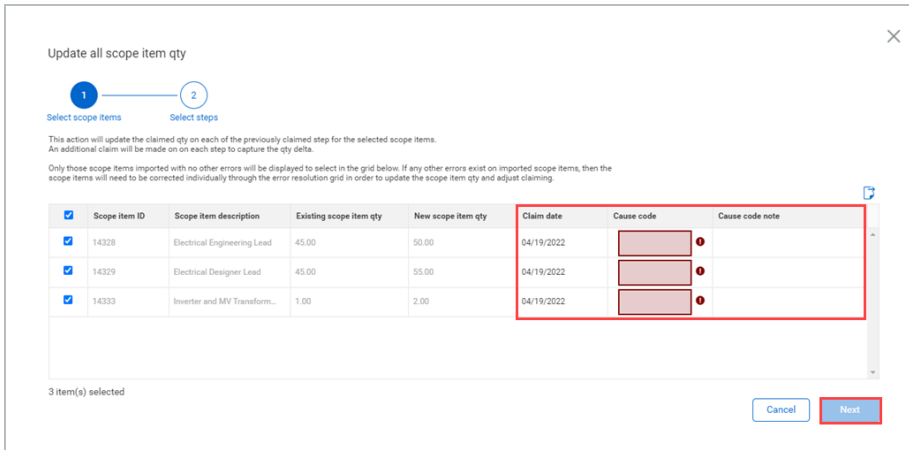 Update all scope item qty
1 2
Select scope items Select steps
This action will update the claimed qty on each of the previously claimed step for the selected scope items.
An additional claim will be made on on each step to capture the qty delta.
Only those scope items imported with no other errors will be displayed to select in the grid below. If any other errors exist on imported scope items, then the
scope items will need to be corrected individually through the error resolution grid in order to update the scope item qty and adjust claiming.
Scope item ID Scope item description Existing scope item qty New scope item qty Claim date Cause code Cause code note
14328 Electrical Engineering Lead 45.00 50.00 04/19/2022
14329 Electrical Designer Lead 45.00 55.00 04/19/2022
14333 Inverter and MV Transform... 1.00 2.00 04/19/2022
3 item(s) selected
Cancel Next